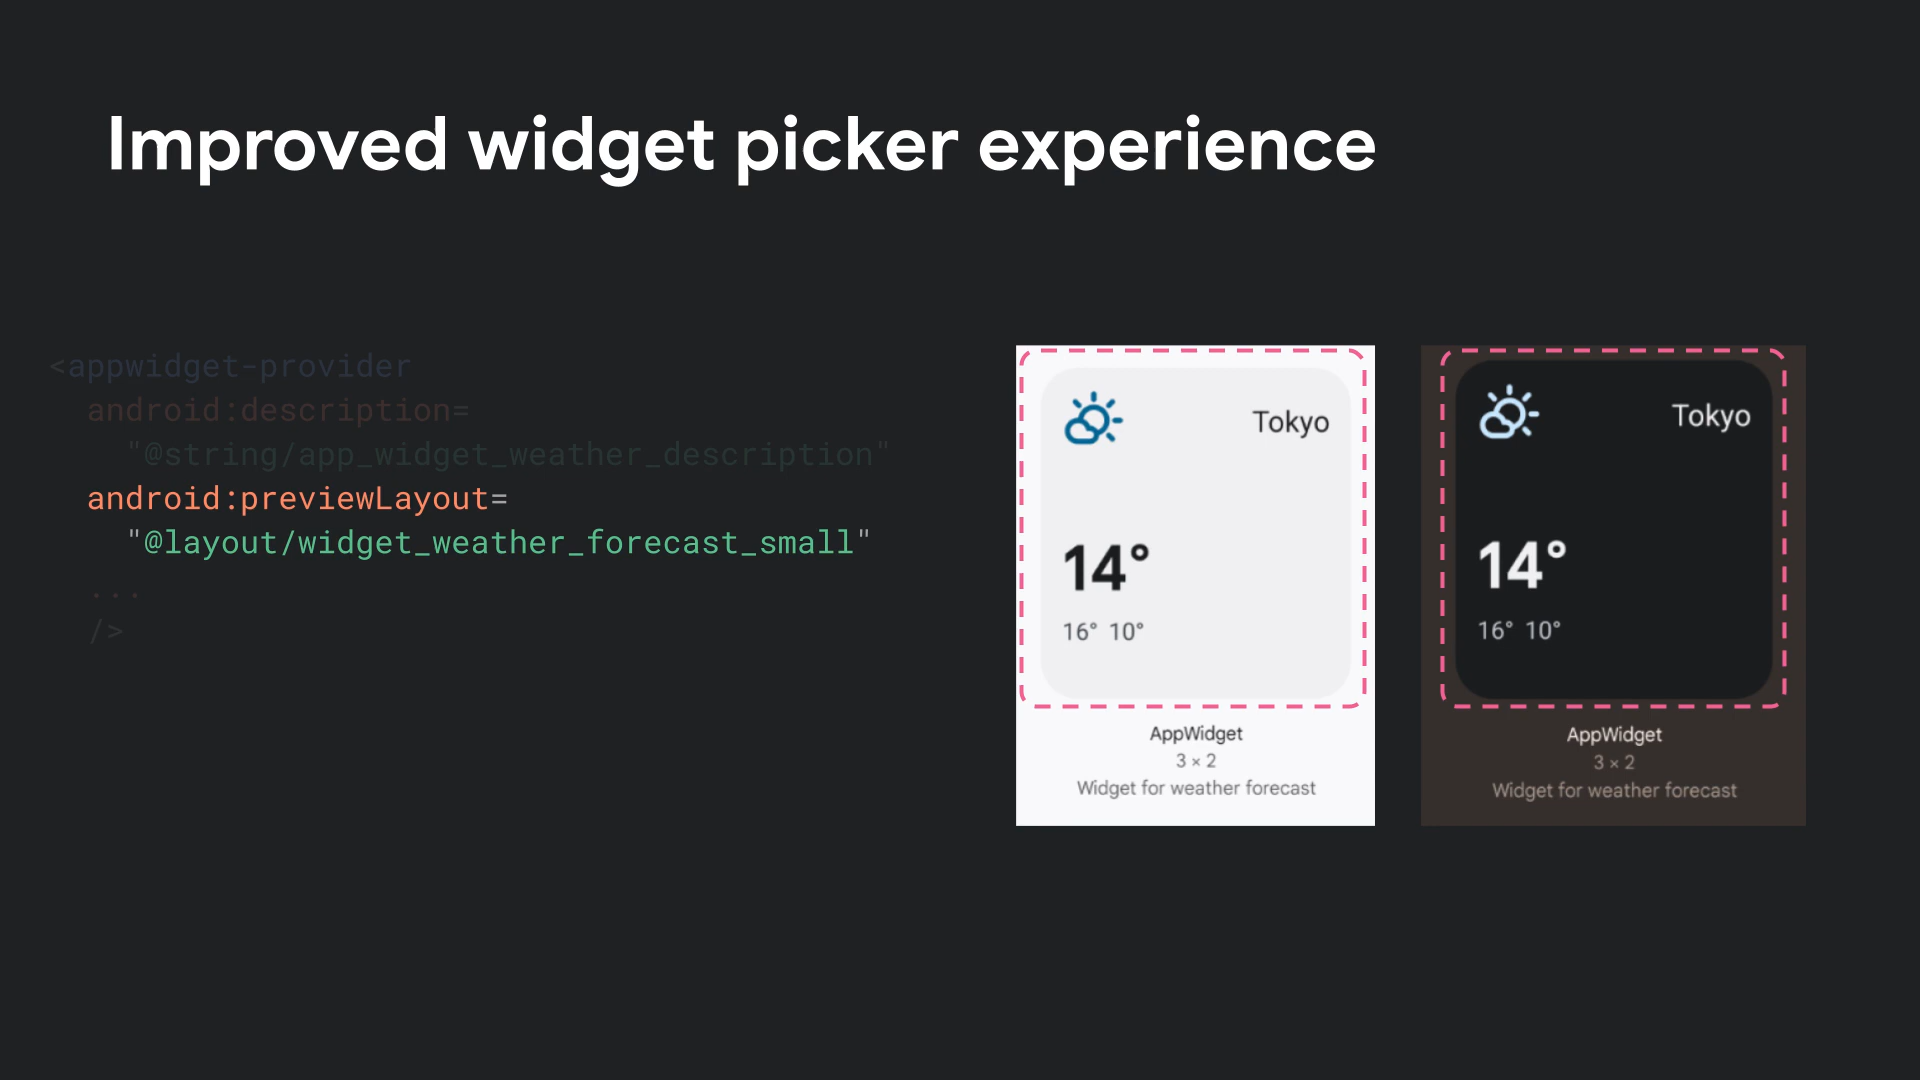 Improved widget picker experience
<appwidget-provider
android:description=
"@string/app_widget_weather_description"
android:previewLayout=
"@layout/widget_weather_forecast_small"
...
/>
Tokyo
14°
16° 10°
AppWidget
3 × 2
Widget for weather forecast
Tokyo
14°
16° 10°
AppWidget
3 × 2
Widget for weather forecast